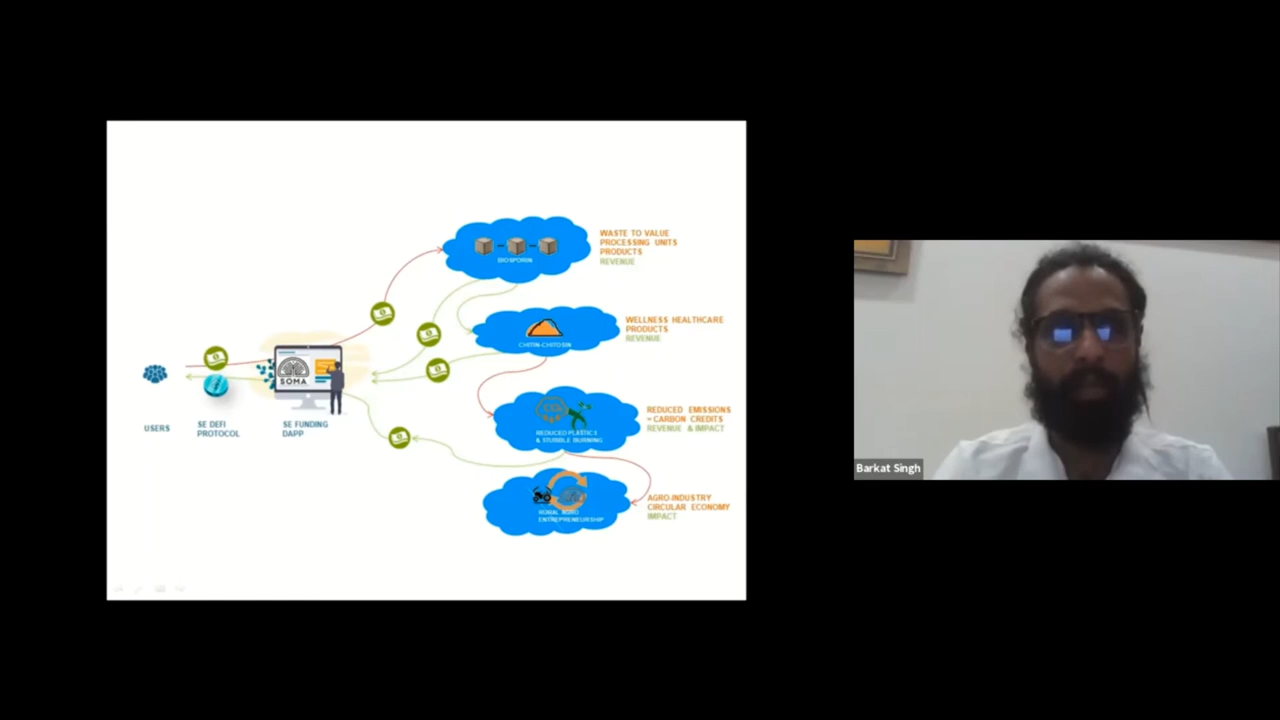 WASTE TO VALUE
PROCESSING UNITS
PRODUCTS
REVENUE
BIOSPORIN
WELLNESS HEALTHCARE
PRODUCTS
REVENUE
CHITIN-CHITOSIN
SOMA
USERS
SE DEFI
PROTOCOL
SE FUNDING
DAPP
REDUCED EMISSIONS
~ CARBON CREDITS
REVENUE & IMPACT
CO2
REDUCED PLASTICS
& STUBBLE BURNING
AGRO-INDUSTRY
CIRCULAR ECONOMY
IMPACT
RURAL AGRO
ENTREPRENEURSHIP
Barkat Singh